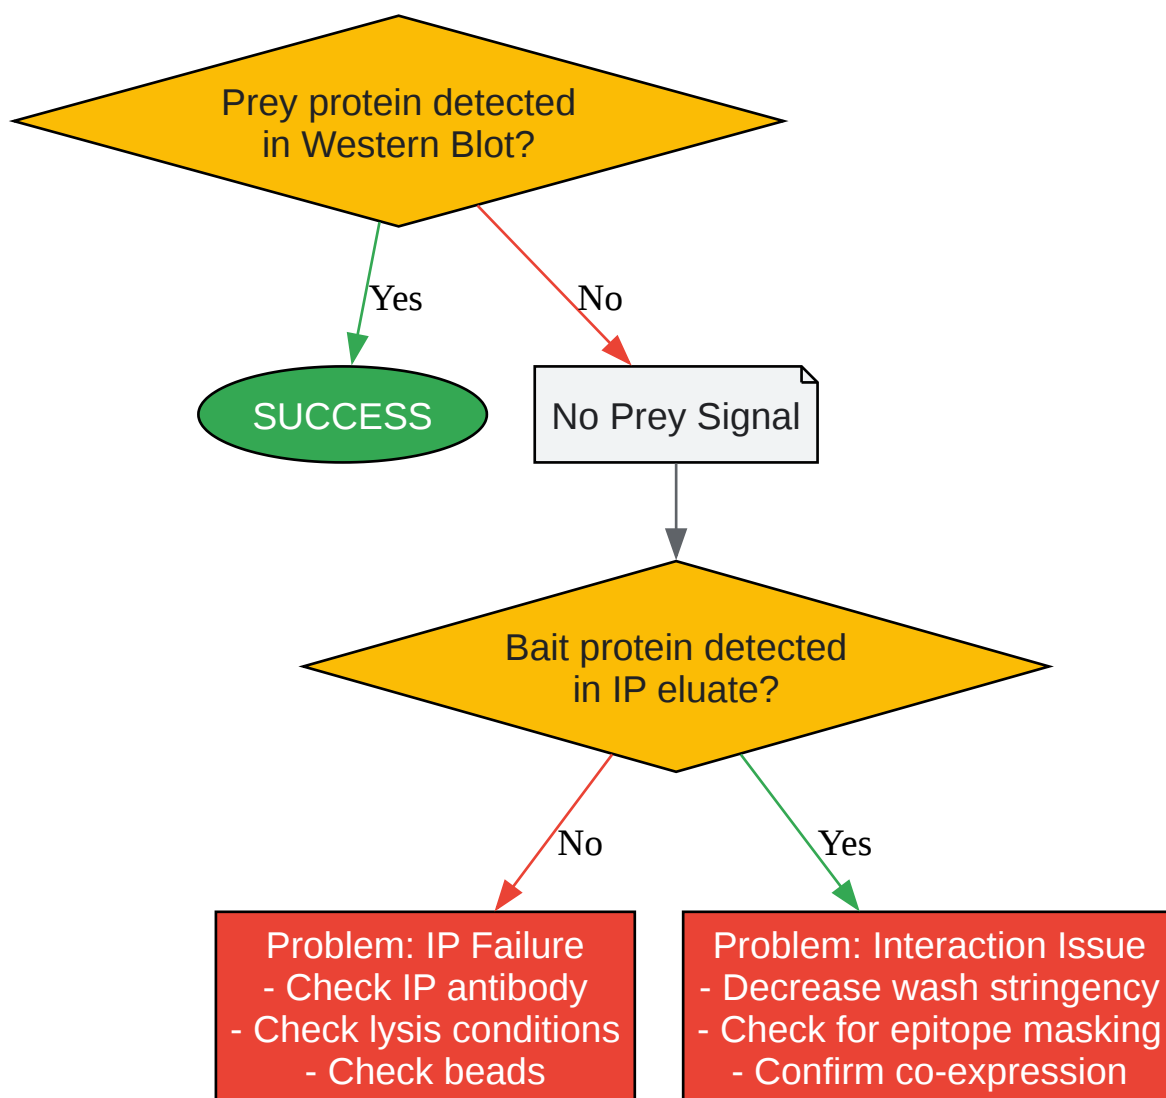 Prey protein detected
in Western Blot?
Yes
No
SUCCESS
No Prey Signal
Bait protein detected
in IP eluate?
No
Yes
Problem: IP Failure
- Check IP antibody
- Check lysis conditions
- Check beads
Problem: Interaction Issue
- Decrease wash stringency
- Check for epitope masking
- Confirm co-expression